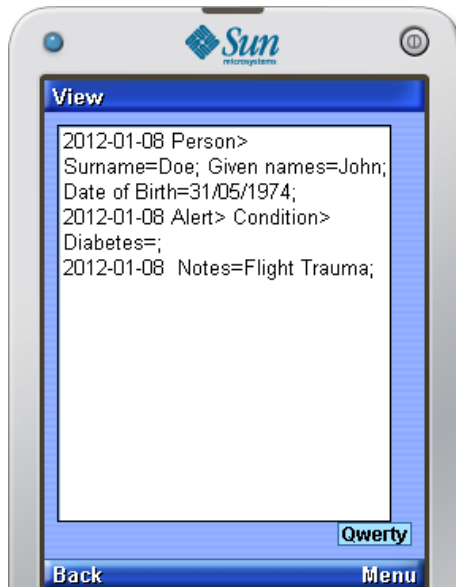 Sun
microsystems
View
2012-01-08 Person>
Surname=Doe; Given names=John;
Date of Birth=31/05/1974;
2012-01-08 Alert> Condition>
Diabetes=;
2012-01-08  Notes=Flight Trauma;
Qwerty
Back Menu